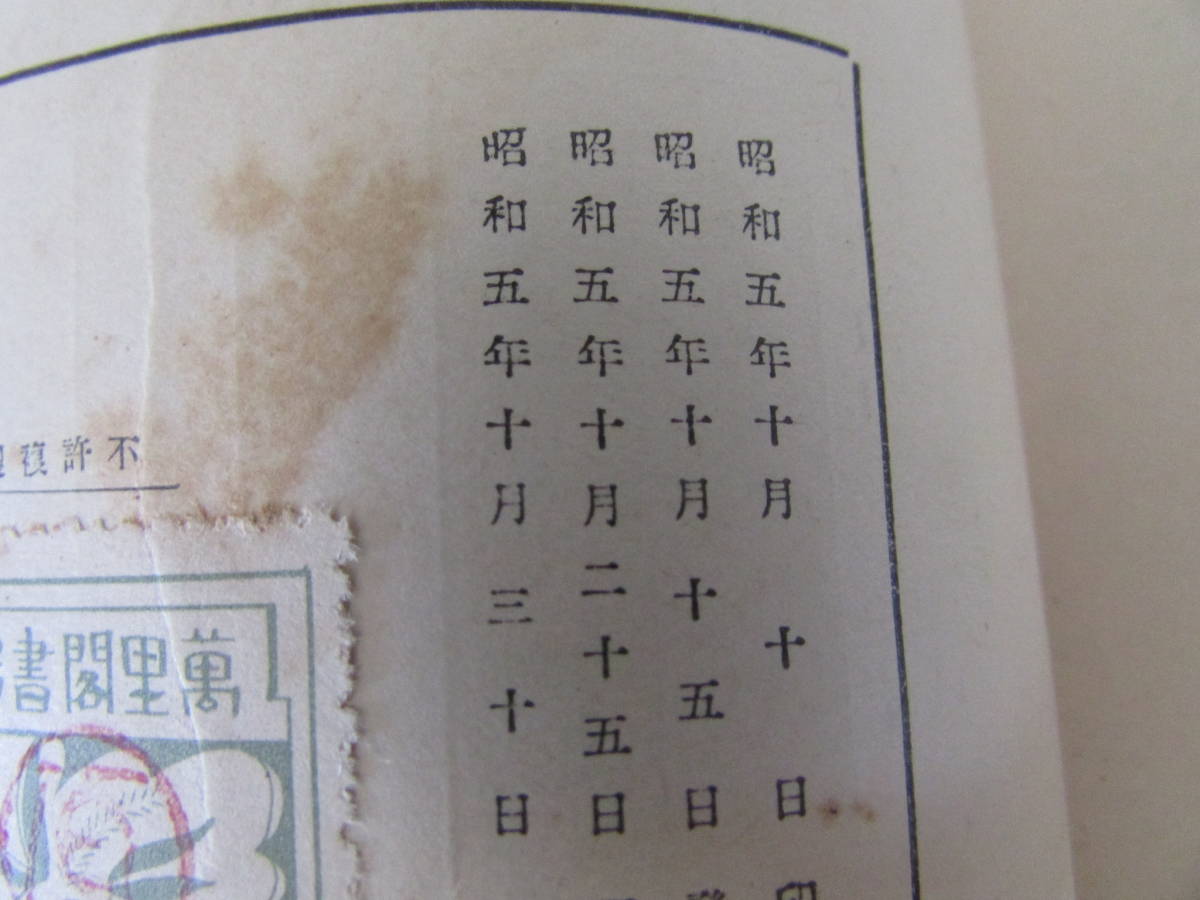 昭和五年十月十日印
昭和五年十月十五日發
昭和五年十月二十五日
昭和五年十月三十日
不許複
萬里閣書